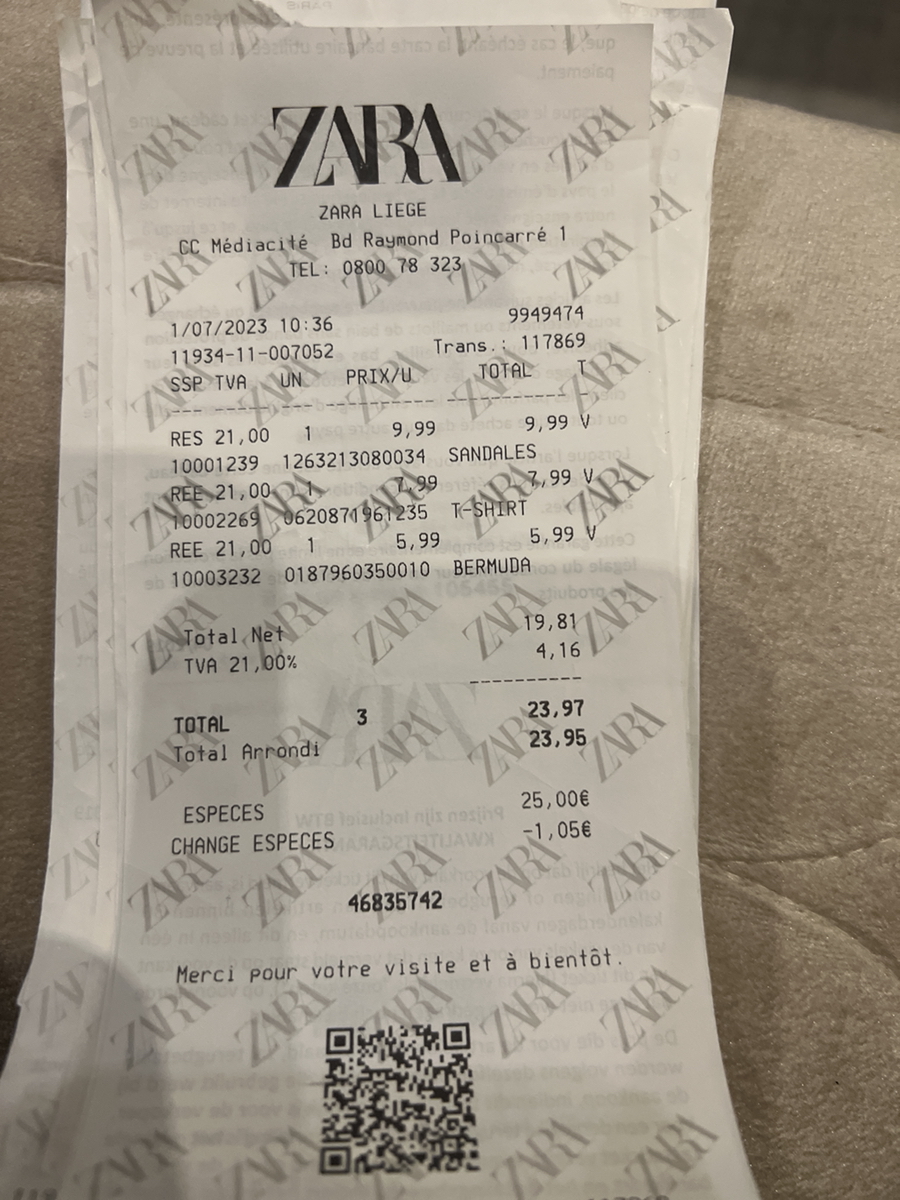 ZARA
ZARA LIEGE
CC Médiacité Bd Raymond Poincarré 1
TEL: 0800 78 323
1/07/2023 10:36 9949474
11934-11-007052 Trans.: 117869
SSP TVA UN PRIX/U TOTAL T
RES 21,00 1 9,99 9,99 V
10001239 1263213080034 SANDALES
REE 21,00 1 7,99 7,99 V
10002269 0620871961235 T-SHIRT
REE 21,00 1 5,99 5,99 V
10003232 0187960350010 BERMUDA
Total Net 19,81
TVA 21,00% 4,16
TOTAL 3 23,97
Total Arrondi 23,95
ESPECES 25,00€
CHANGE ESPECES -1,05€
46835742
Merci pour votre visite et à bientôt.